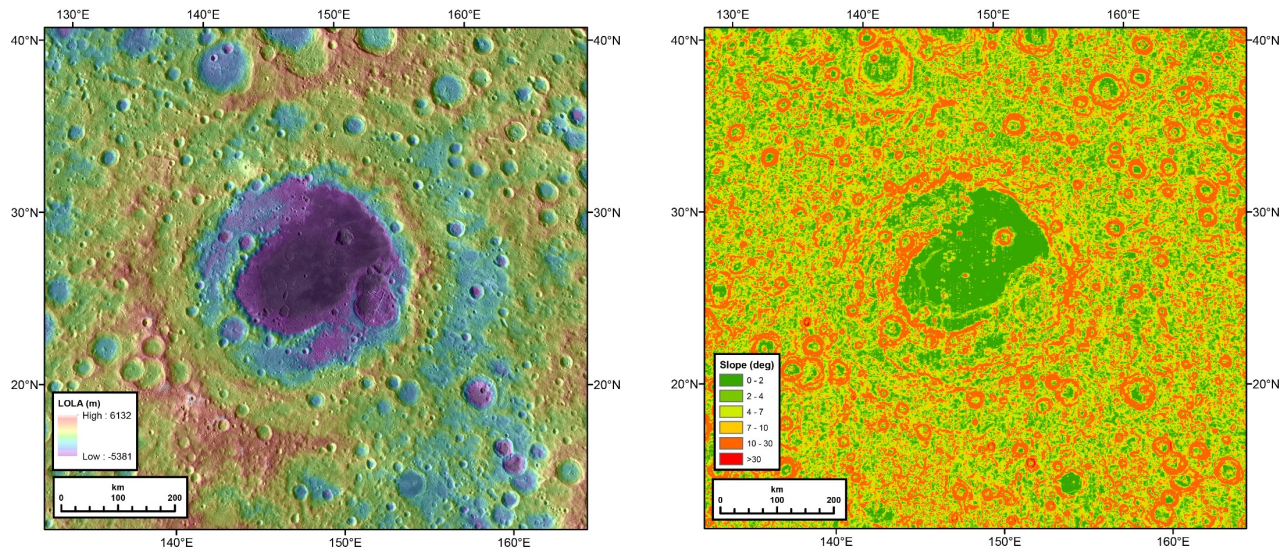 130°E 140°E 150°E 160°E
40°N 40°N
30°N 30°N
20°N 20°N
LOLA (m)
High : 6132
Low : -5381
km
0 100 200
140°E 150°E 160°E
130°E 140°E 150°E 160°E
40°N 40°N
30°N 30°N
20°N 20°N
Slope (deg)
0 - 2
2 - 4
4 - 7
7 - 10
10 - 30
>30
km
0 100 200
140°E 150°E 160°E